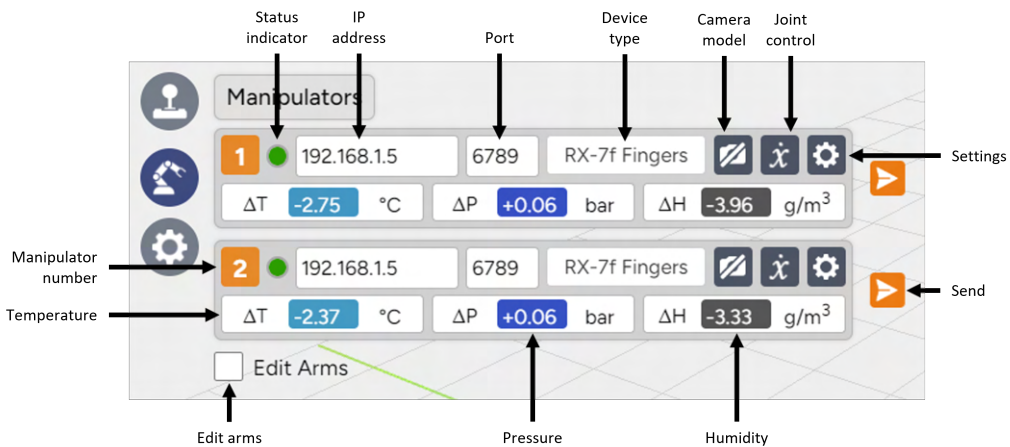 Status
indicator
IP
address
Port
Device
type
Camera
model
Joint
control
Manipulators
1
192.168.1.5
6789
RX-7f Fingers
ẋ
Settings
ΔT
-2.75
°C
ΔP
+0.06
bar
ΔH
-3.96
g/m³
Manipulator
number
2
192.168.1.5
6789
RX-7f Fingers
ẋ
Send
Temperature
ΔT
-2.37
°C
ΔP
+0.06
bar
ΔH
-3.33
g/m³
Edit Arms
Edit arms
Pressure
Humidity